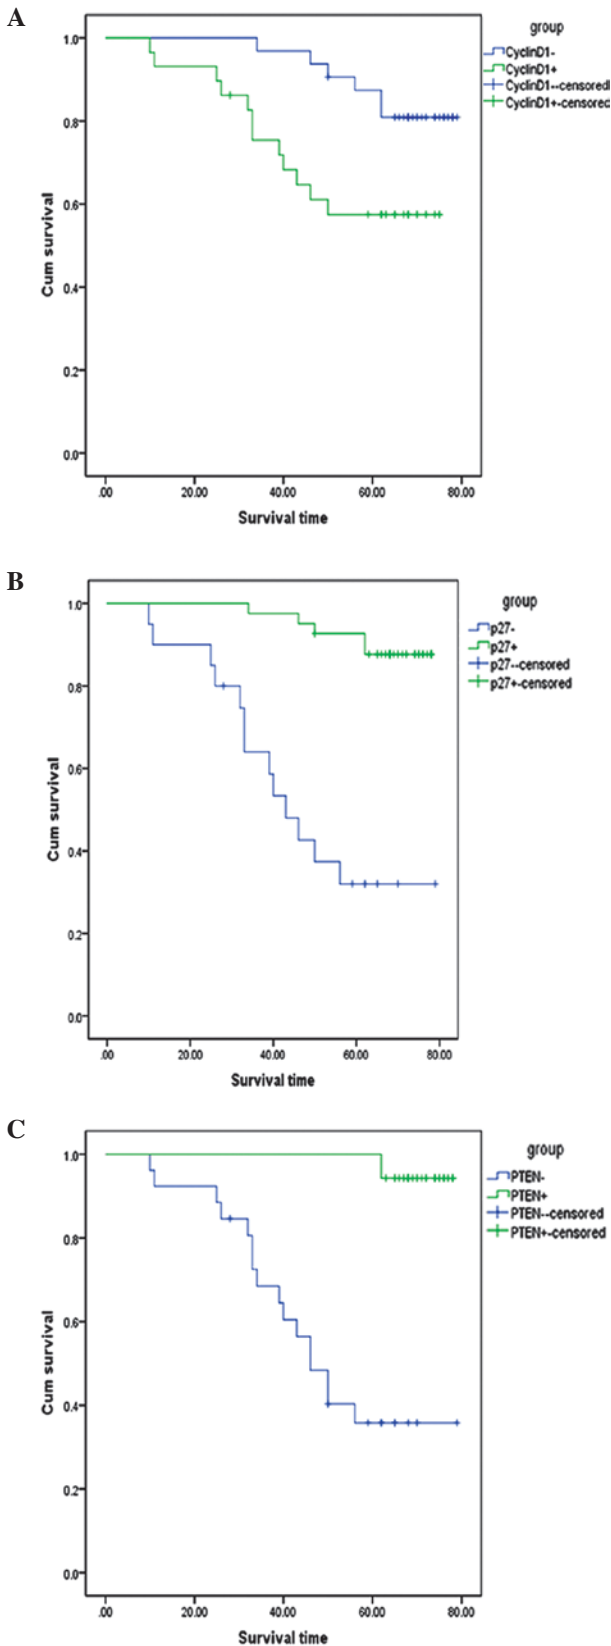 A
group
CyclinD1-
CyclinD1+
CyclinD1--censored
CyclinD1+-censored
1.0
0.8
0.6
0.4
0.2
0.0
Cum survival
.00 20.00 40.00 60.00 80.00
Survival time
B
group
p27-
p27+
p27--censored
p27+-censored
1.0
0.8
0.6
0.4
0.2
0.0
Cum survival
.00 20.00 40.00 60.00 80.00
Survival time
C
group
PTEN-
PTEN+
PTEN--censored
PTEN+-censored
1.0
0.8
0.6
0.4
0.2
0.0
Cum survival
.00 20.00 40.00 60.00 80.00
Survival time